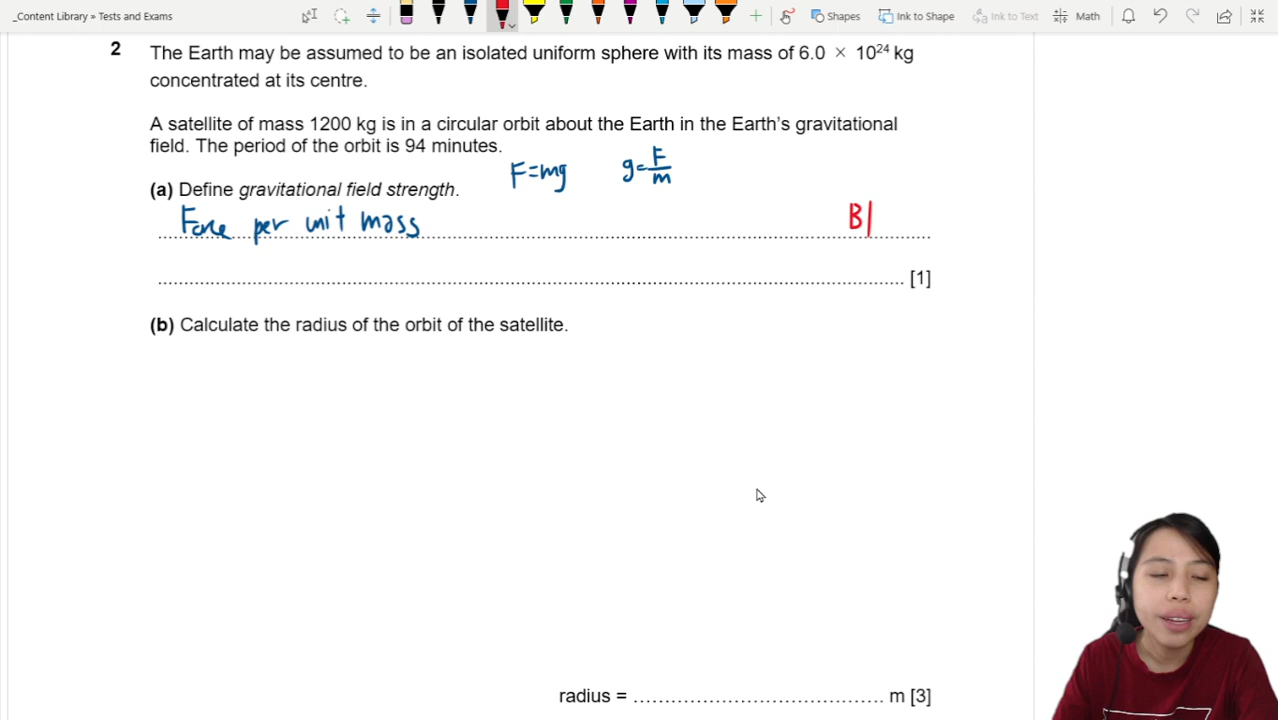 _Content Library » Tests and Exams
Shapes
Ink to Shape
Ink to Text
Math
2 The Earth may be assumed to be an isolated uniform sphere with its mass of 6.0 × 10²⁴ kg
concentrated at its centre.
A satellite of mass 1200 kg is in a circular orbit about the Earth in the Earth's gravitational
field. The period of the orbit is 94 minutes.
F=mg g=F/m
(a) Define gravitational field strength.
Force per unit mass B1
[1]
(b) Calculate the radius of the orbit of the satellite.
radius = ........................................ m [3]